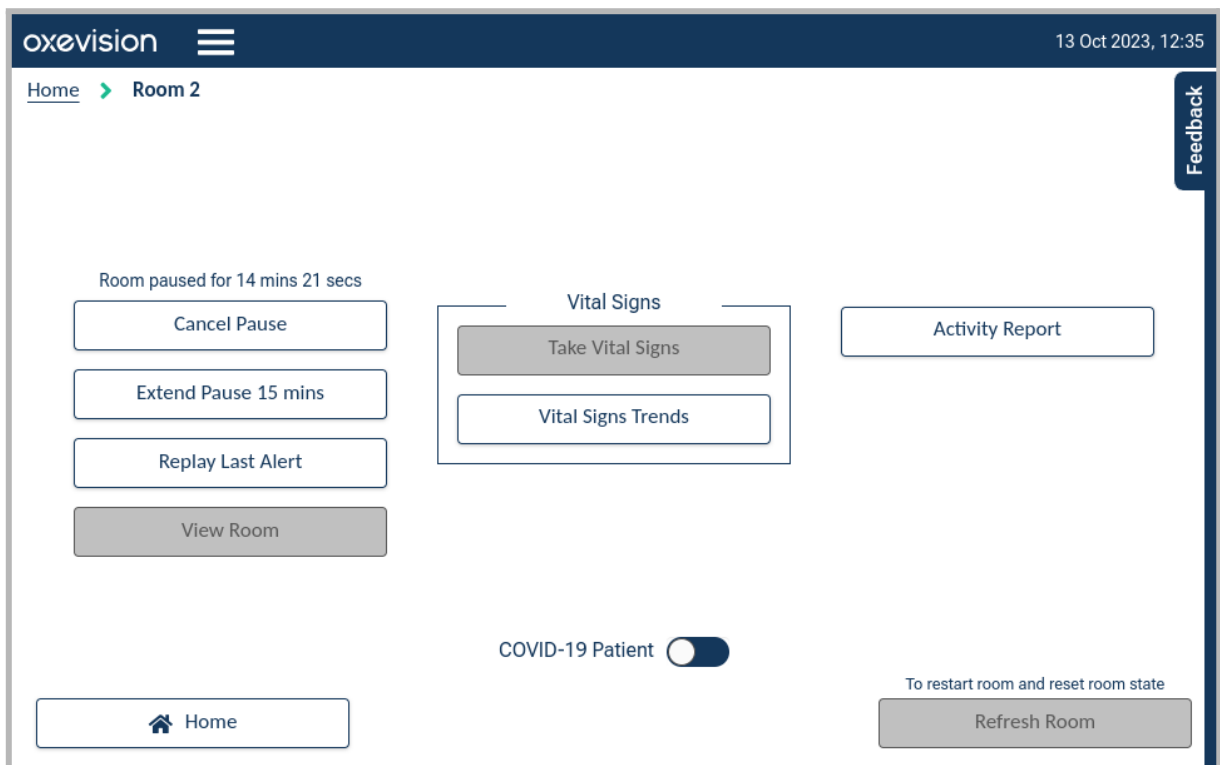 oxevision
13 Oct 2023, 12:35
Home > Room 2
Feedback
Room paused for 14 mins 21 secs
Cancel Pause
Extend Pause 15 mins
Replay Last Alert
View Room
Vital Signs
Take Vital Signs
Vital Signs Trends
Activity Report
COVID-19 Patient
To restart room and reset room state
Home
Refresh Room